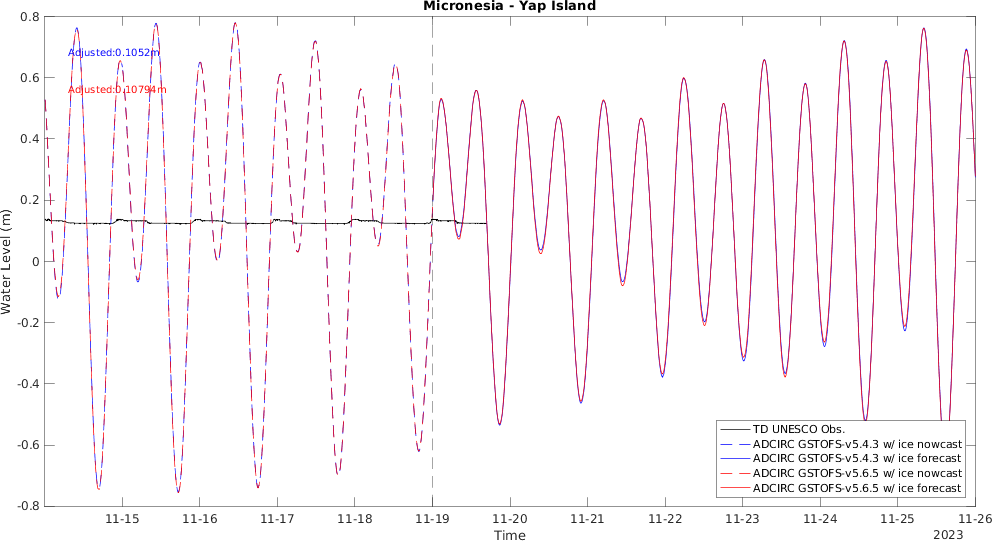 Micronesia - Yap Island
Adjusted:0.1052m
Adjusted:0.10794m
Water Level (m)
0.8
0.6
0.4
0.2
0
-0.2
-0.4
-0.6
-0.8
TD UNESCO Obs.
ADCIRC GSTOFS-v5.4.3 w/ ice nowcast
ADCIRC GSTOFS-v5.4.3 w/ ice forecast
ADCIRC GSTOFS-v5.6.5 w/ ice nowcast
ADCIRC GSTOFS-v5.6.5 w/ ice forecast
11-15 11-16 11-17 11-18 11-19 11-20 11-21 11-22 11-23 11-24 11-25 11-26
Time
2023